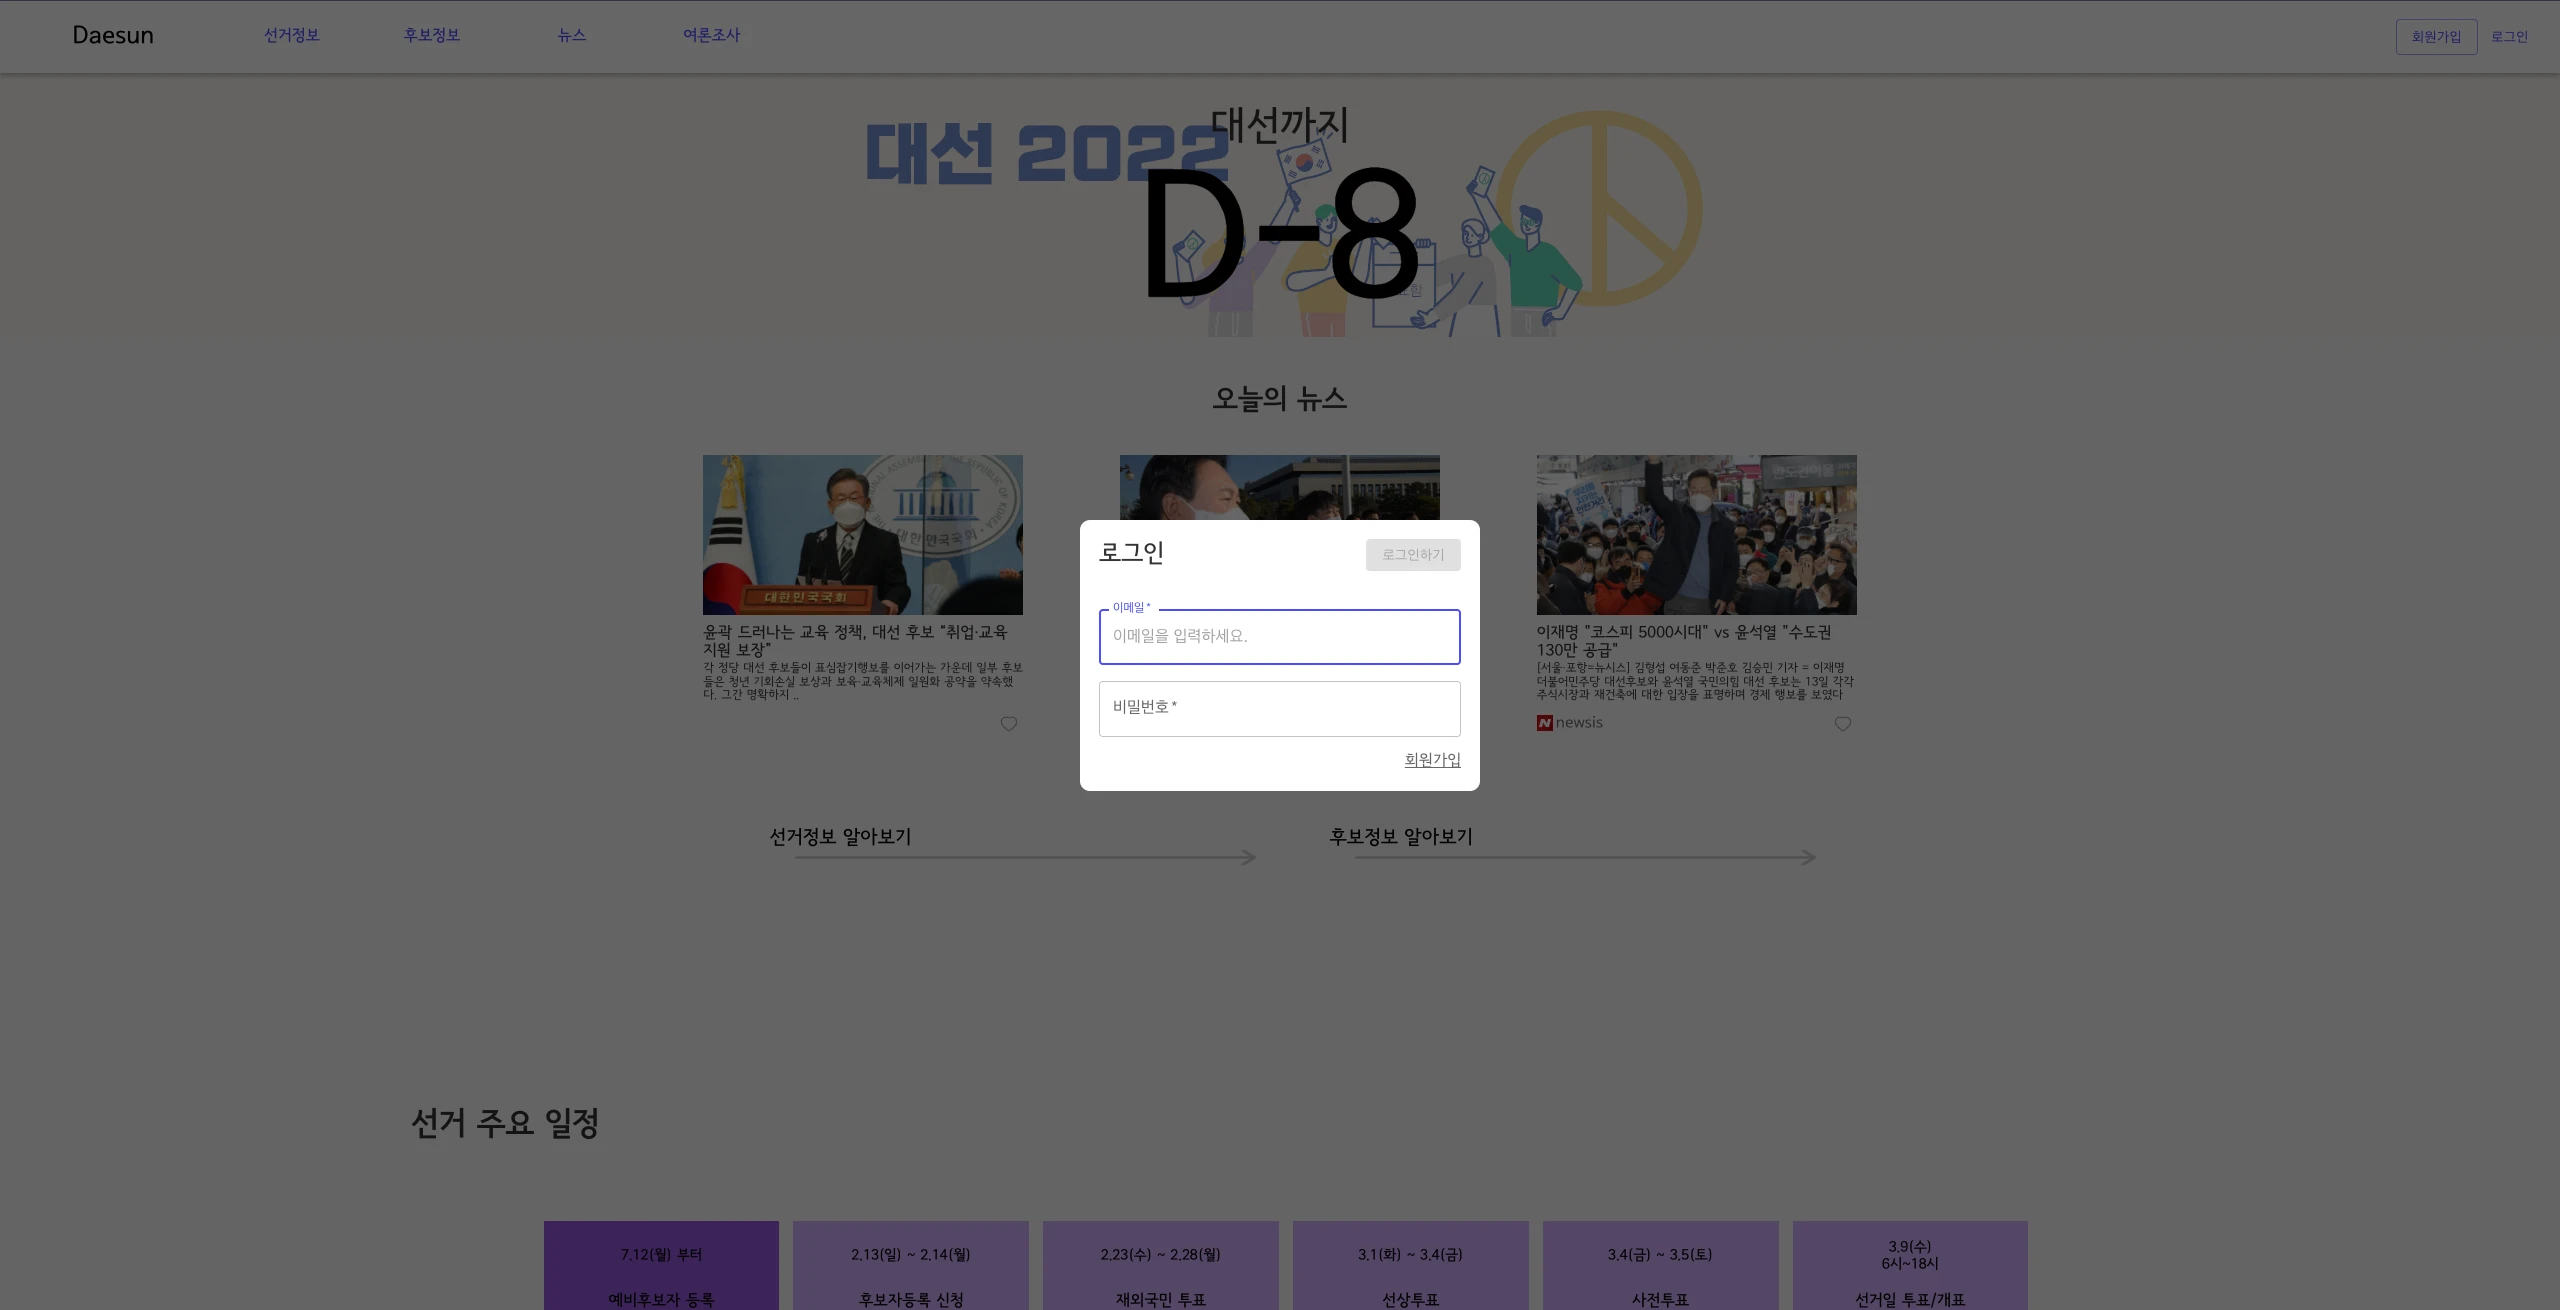 Daesun
선거정보
후보정보
뉴스
여론조사
회원가입
로그인
대선 2022
대선까지
D-8
오늘의 뉴스
대한민국국회
대한민국국회
윤곽 드러나는 교육 정책, 대선 후보 "취업·교육
지원 보장"
각 정당 대선 후보들이 표심잡기행보를 이어가는 가운데 일부 후보
들은 청년 기회손실 보상과 보육·교육체제 일원화 공약을 약속했
다. 그간 명확하지 ..
로그인
로그인하기
이메일 *
이메일을 입력하세요.
비밀번호 *
회원가입
이재명 "코스피 5000시대" vs 윤석열 "수도권
130만 공급"
[서울·포항=뉴시스] 김형섭 여동준 박준호 김승민 기자 = 이재명
더불어민주당 대선후보와 윤석열 국민의힘 대선 후보는 13일 각각
주식시장과 재건축에 대한 입장을 표명하며 경제 행보를 보였다
N newsis
선거정보 알아보기
후보정보 알아보기
선거 주요 일정
7.12(월) 부터
예비후보자 등록
2.13(일) ~ 2.14(월)
후보자등록 신청
2.23(수) ~ 2.28(월)
재외국민 투표
3.1(화) ~ 3.4(금)
선상투표
3.4(금) ~ 3.5(토)
사전투표
3.9(수)
6시~18시
선거일 투표/개표